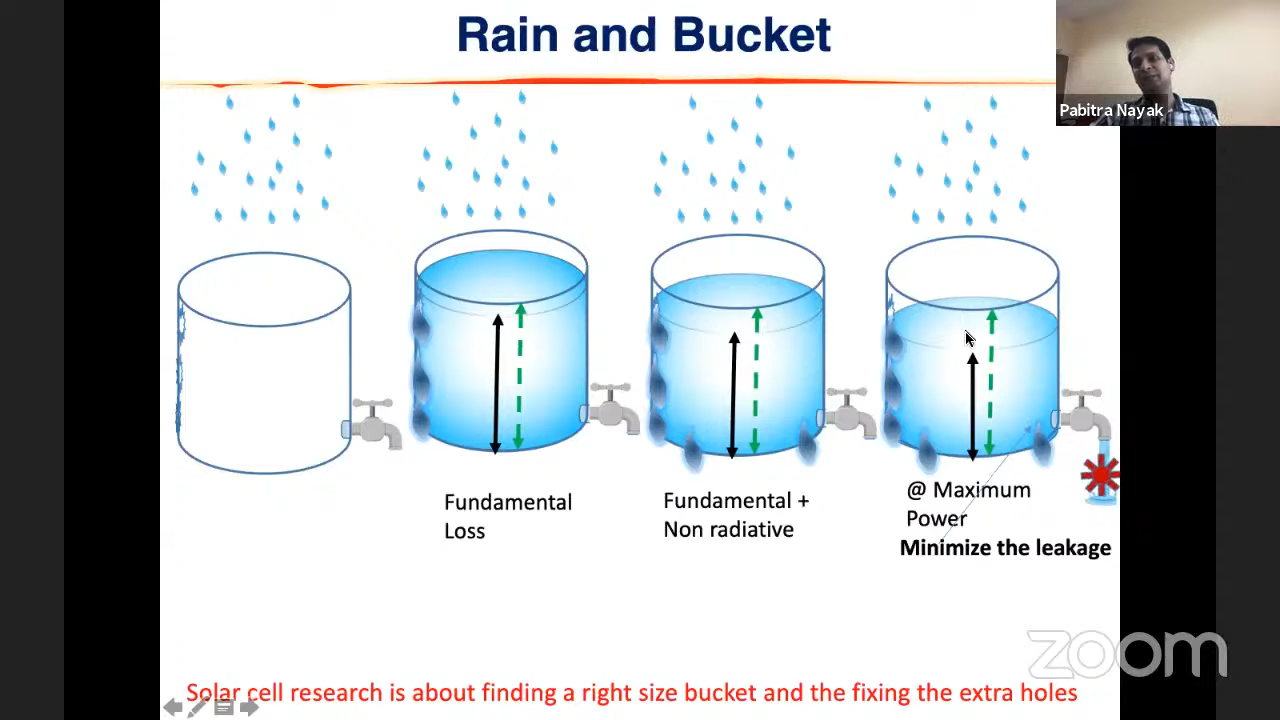 Rain and Bucket
Pabitra Nayak
Fundamental
Loss
Fundamental +
Non radiative
@ Maximum
Power
Minimize the leakage
zoom
Solar cell research is about finding a right size bucket and the fixing the extra holes